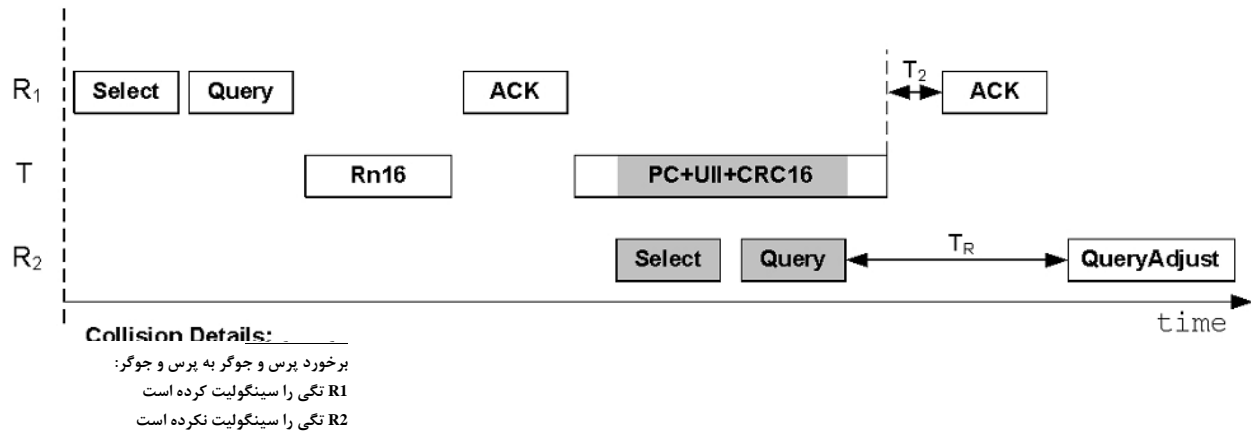 R1 Select Query ACK T2 ACK
T Rn16 PC+UII+CRC16
R2 Select Query TR QueryAdjust
time
Collision Details:
برخورد پرس و جوگر به پرس و جوگر:
R1 تگی را سینگولیت کرده است
R2 تگی را سینگولیت نکرده است